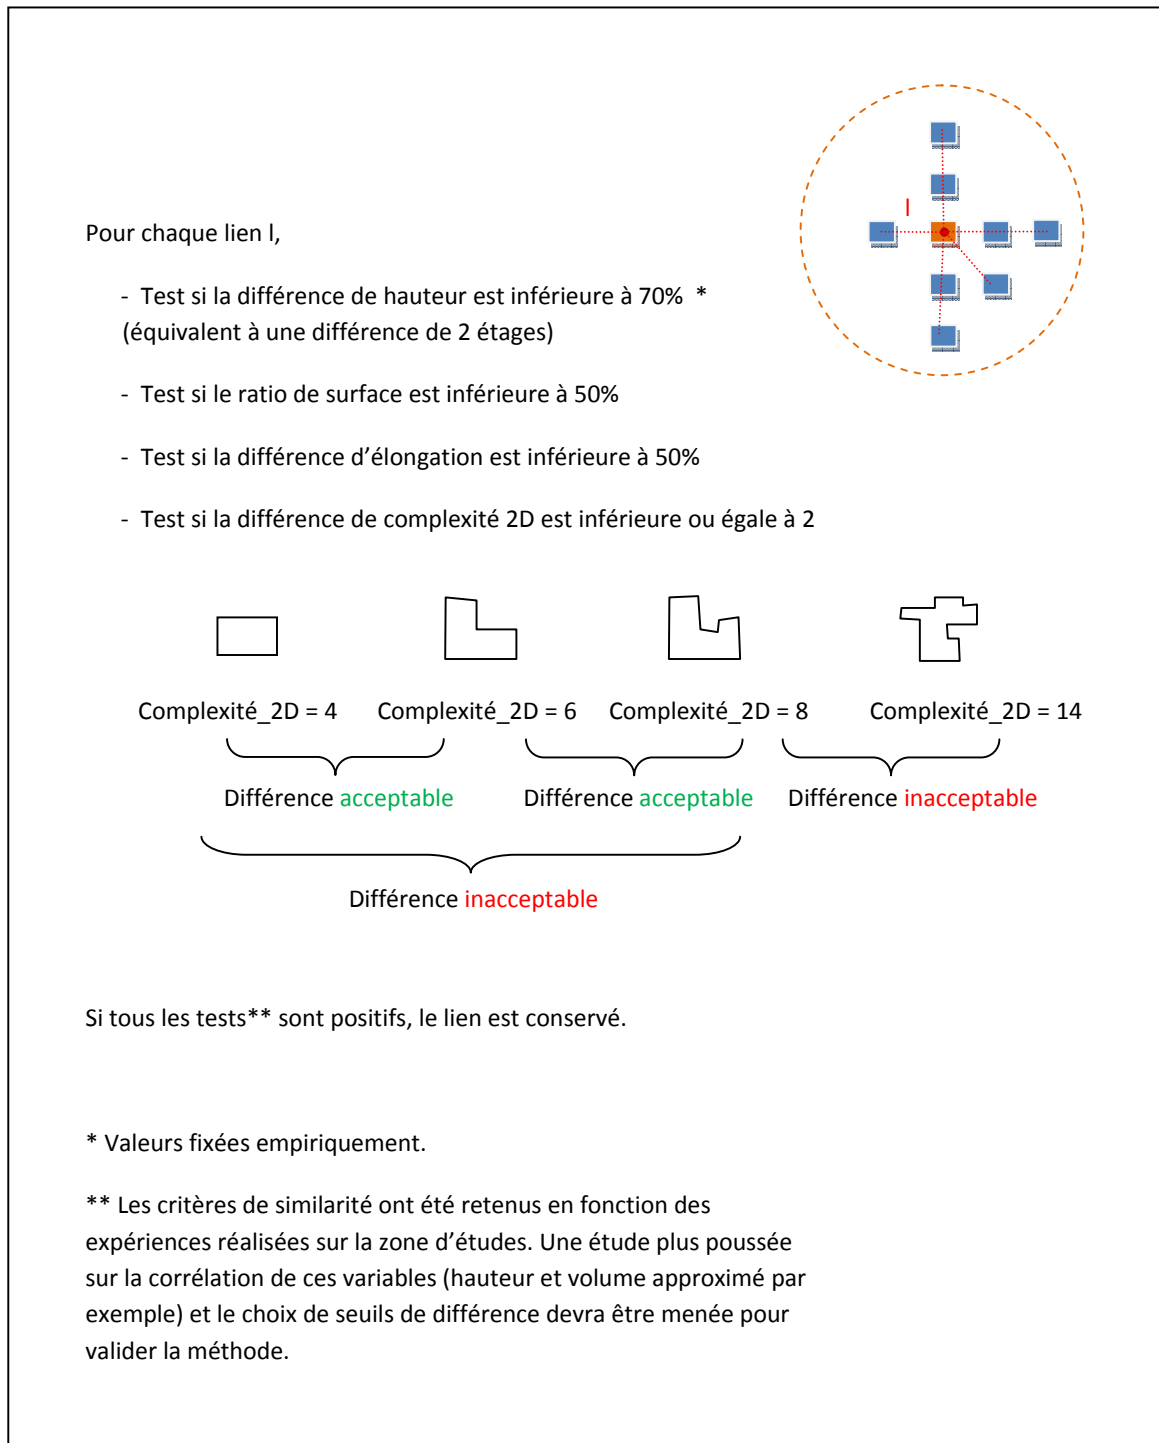 l
Pour chaque lien l,
- Test si la différence de hauteur est inférieure à 70% *
(équivalent à une différence de 2 étages)
- Test si le ratio de surface est inférieure à 50%
- Test si la différence d’élongation est inférieure à 50%
- Test si la différence de complexité 2D est inférieure ou égale à 2
Complexité_2D = 4 Complexité_2D = 6 Complexité_2D = 8 Complexité_2D = 14
Différence acceptable Différence acceptable Différence inacceptable
Différence inacceptable
Si tous les tests** sont positifs, le lien est conservé.
* Valeurs fixées empiriquement.
** Les critères de similarité ont été retenus en fonction des
expériences réalisées sur la zone d’études. Une étude plus poussée
sur la corrélation de ces variables (hauteur et volume approximé par
exemple) et le choix de seuils de différence devra être menée pour
valider la méthode.